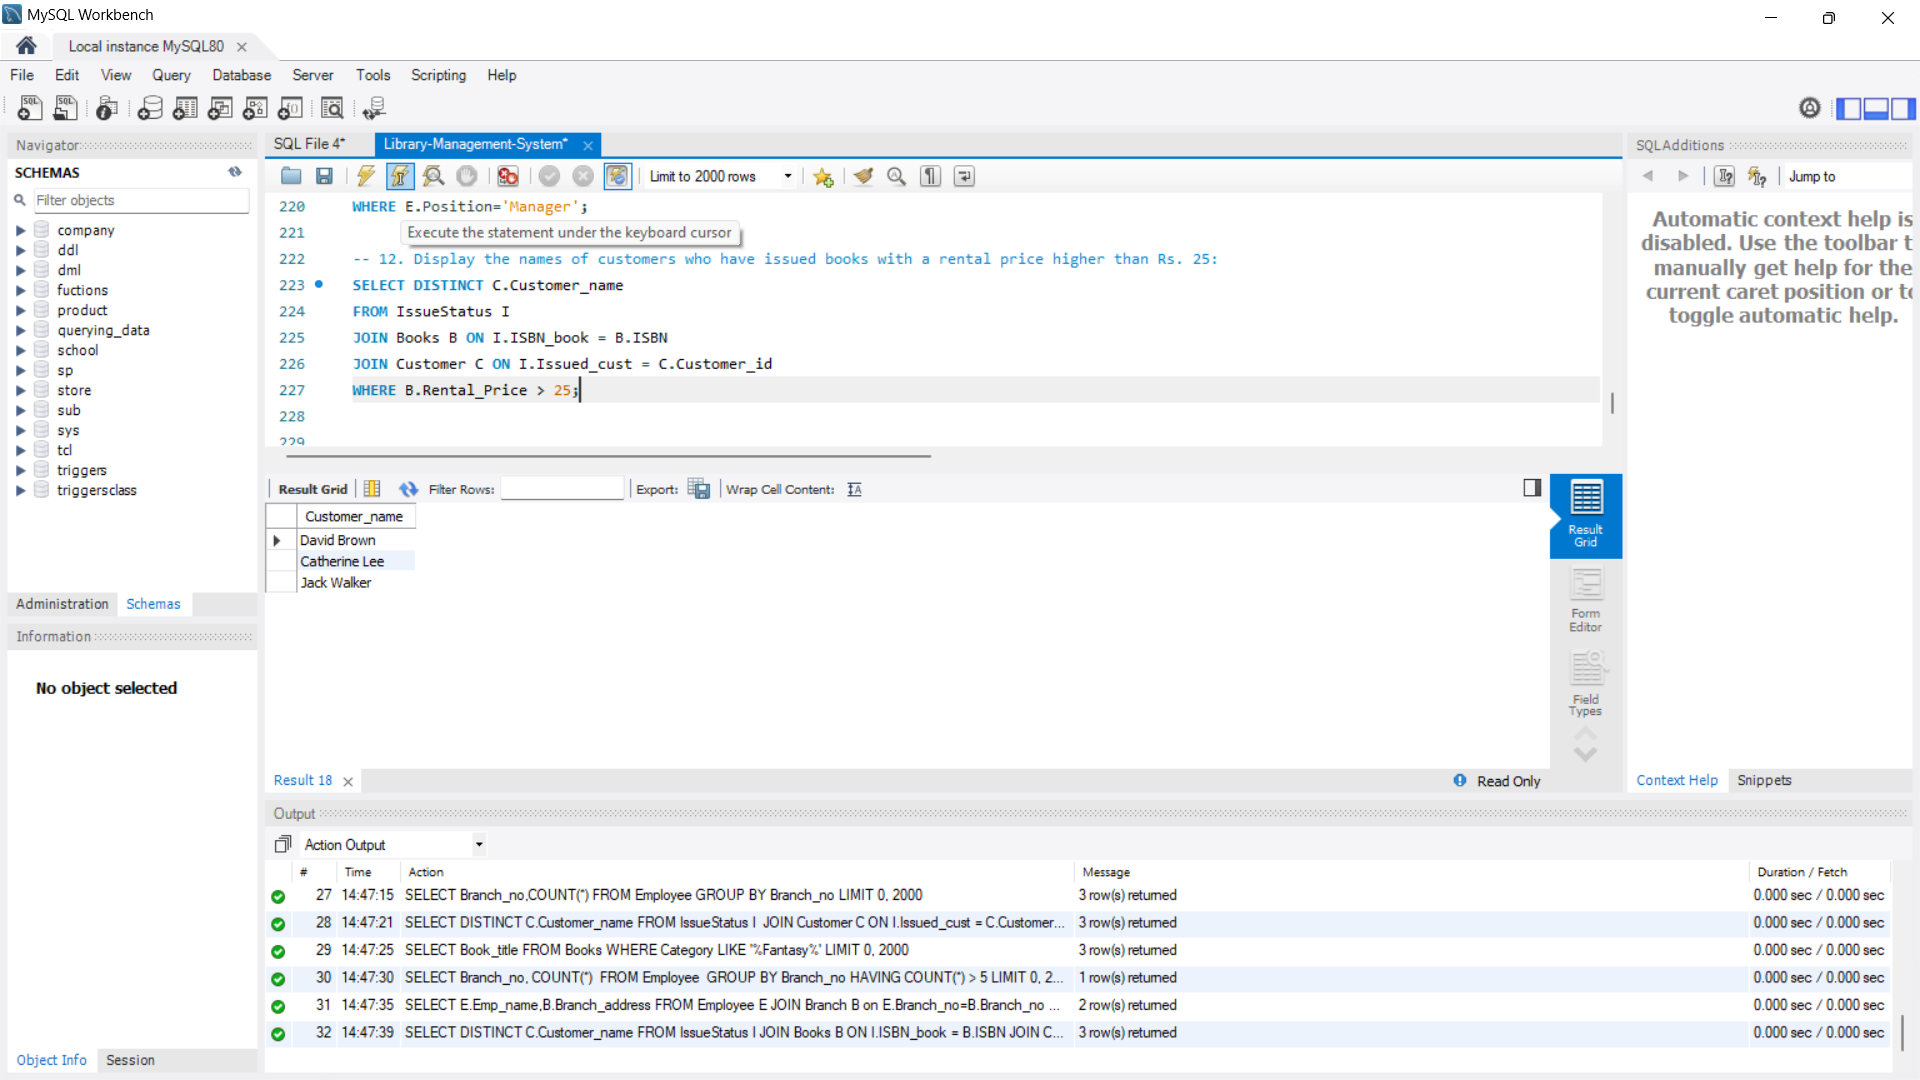 MySQL Workbench
Local instance MySQL80
File Edit View Query Database Server Tools Scripting Help
Navigator
SCHEMAS
Filter objects
company
ddl
dml
fuctions
product
querying_data
school
sp
store
sub
sys
tcl
triggers
triggersclass
Administration Schemas
Information
No object selected
Object Info Session
SQL File 4* Library-Management-System*
Limit to 2000 rows
220 WHERE E.Position='Manager';
221
Execute the statement under the keyboard cursor
222 -- 12. Display the names of customers who have issued books with a rental price higher than Rs. 25:
223 SELECT DISTINCT C.Customer_name
224 FROM IssueStatus I
225 JOIN Books B ON I.ISBN_book = B.ISBN
226 JOIN Customer C ON I.Issued_cust = C.Customer_id
227 WHERE B.Rental_Price > 25;
228
229
Result Grid Filter Rows: Export: Wrap Cell Content:
Customer_name
David Brown
Catherine Lee
Jack Walker
Result
Grid
Form
Editor
Field
Types
Result 18 Read Only
SQLAdditions
Jump to
Automatic context help is
disabled. Use the toolbar t
manually get help for the
current caret position or to
toggle automatic help.
Context Help Snippets
Output
Action Output
# Time Action Message Duration / Fetch
27 14:47:15 SELECT Branch_no,COUNT(*) FROM Employee GROUP BY Branch_no LIMIT 0, 2000 3 row(s) returned 0.000 sec / 0.000 sec
28 14:47:21 SELECT DISTINCT C.Customer_name FROM IssueStatus I JOIN Customer C ON I.Issued_cust = C.Customer... 3 row(s) returned 0.000 sec / 0.000 sec
29 14:47:25 SELECT Book_title FROM Books WHERE Category LIKE '%Fantasy%' LIMIT 0, 2000 3 row(s) returned 0.000 sec / 0.000 sec
30 14:47:30 SELECT Branch_no, COUNT(*) FROM Employee GROUP BY Branch_no HAVING COUNT(*) > 5 LIMIT 0, 2... 1 row(s) returned 0.000 sec / 0.000 sec
31 14:47:35 SELECT E.Emp_name,B.Branch_address FROM Employee E JOIN Branch B on E.Branch_no=B.Branch_no ... 2 row(s) returned 0.000 sec / 0.000 sec
32 14:47:39 SELECT DISTINCT C.Customer_name FROM IssueStatus I JOIN Books B ON I.ISBN_book = B.ISBN JOIN C... 3 row(s) returned 0.000 sec / 0.000 sec